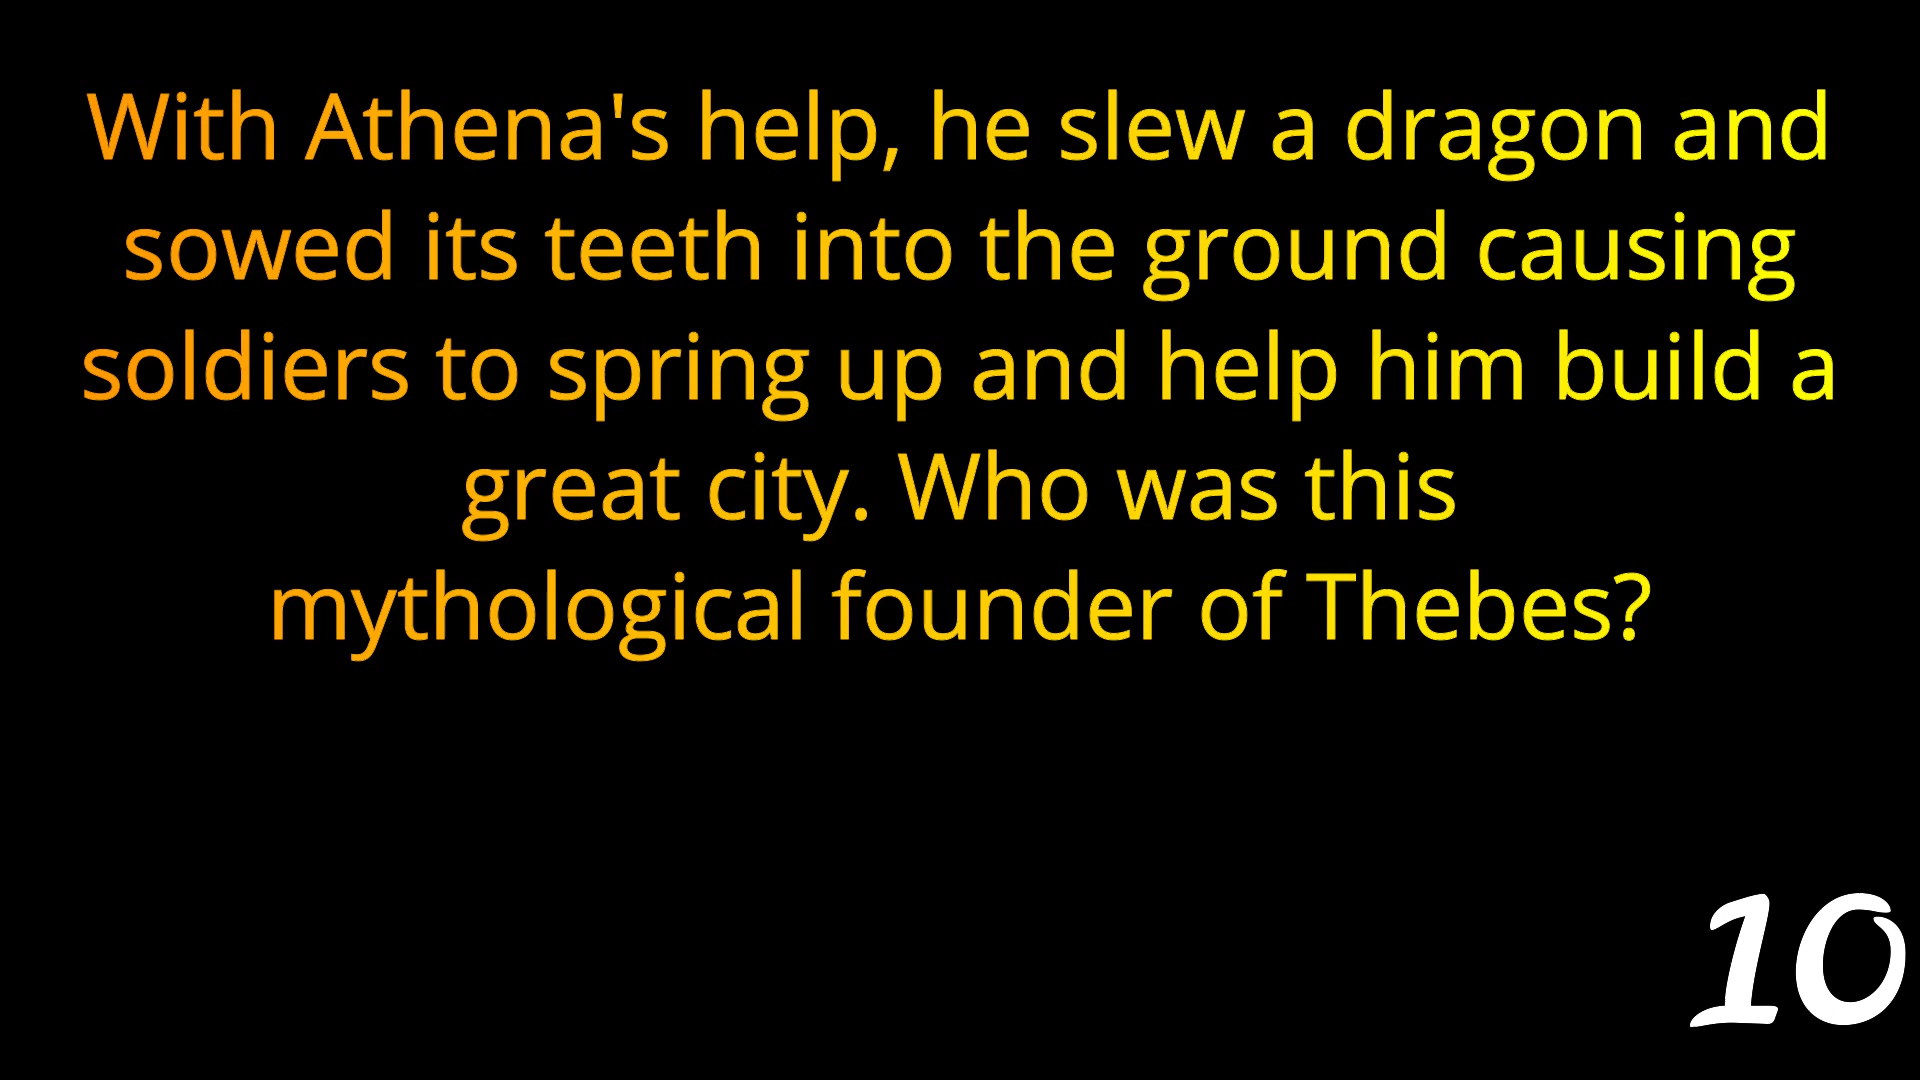 With Athena's help, he slew a dragon and
sowed its teeth into the ground causing
soldiers to spring up and help him build a
great city. Who was this
mythological founder of Thebes?
10